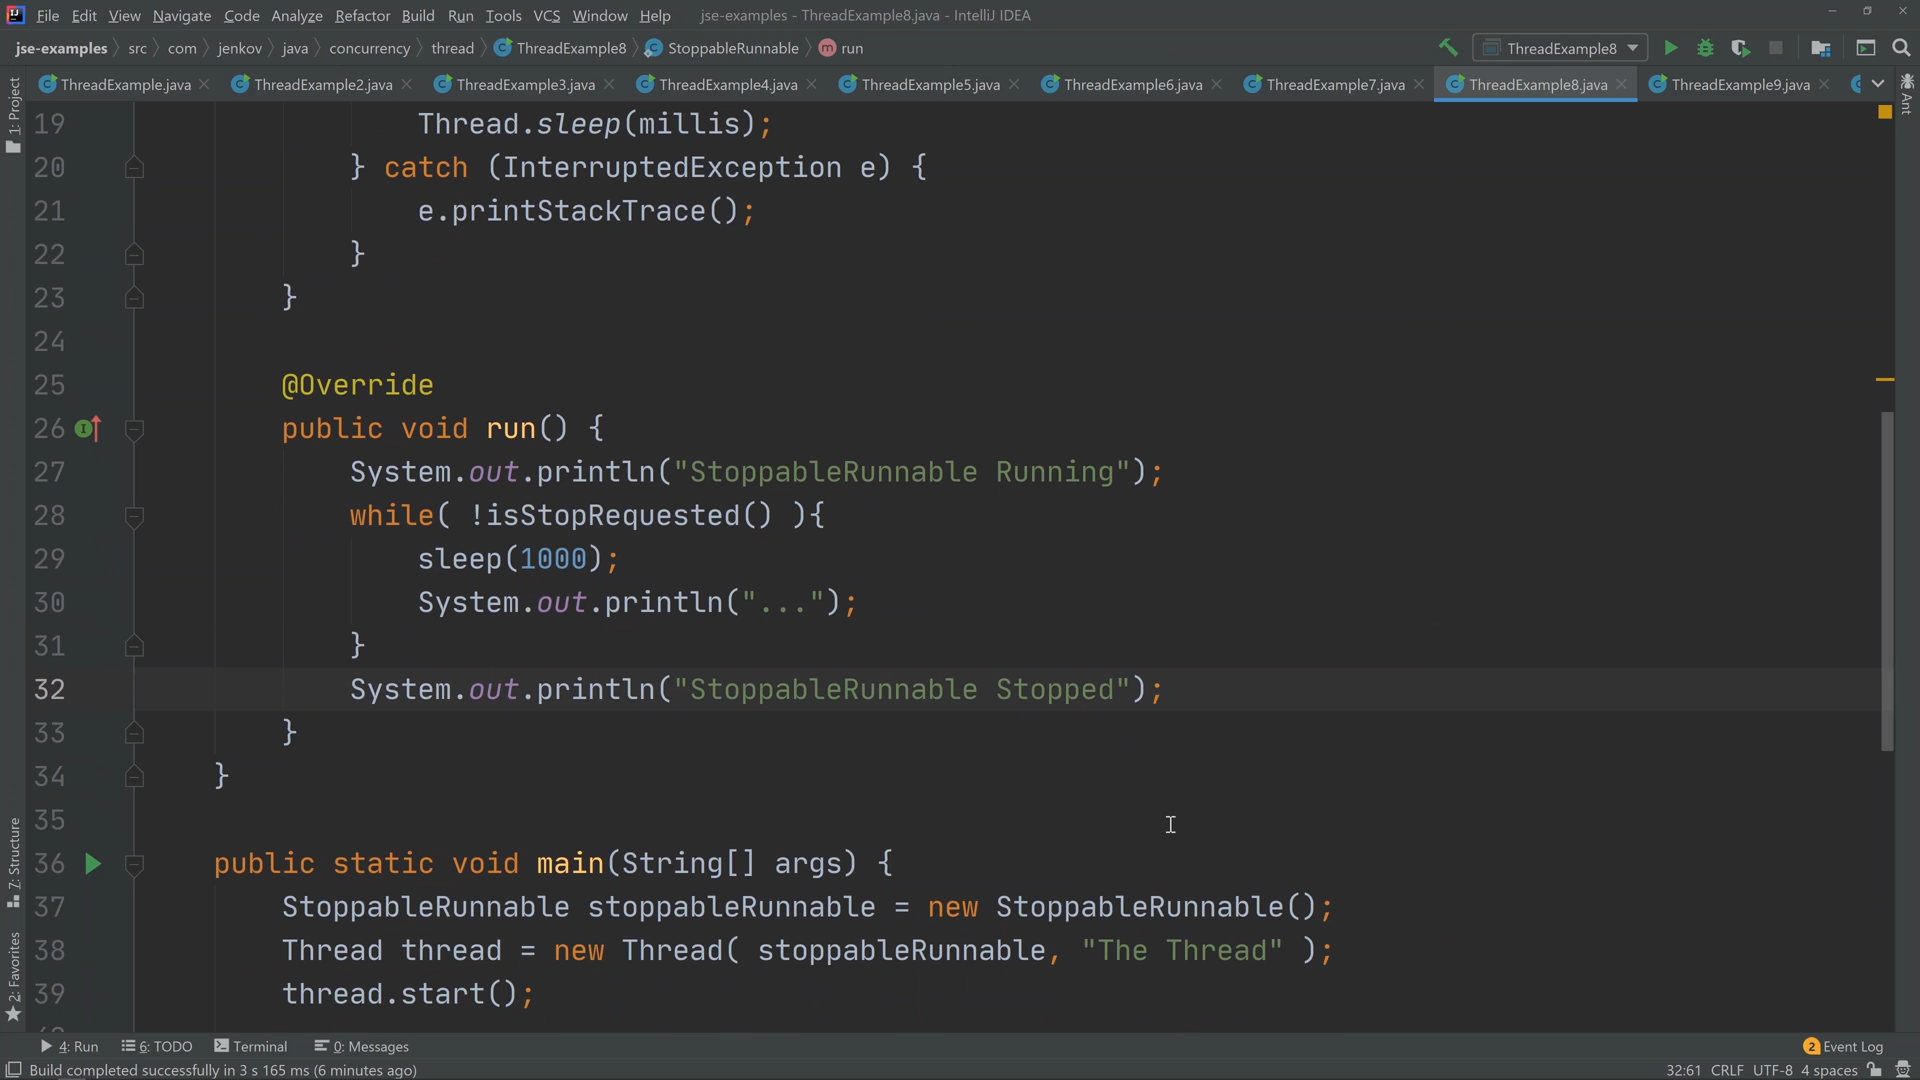 File Edit View Navigate Code Analyze Refactor Build Run Tools VCS Window Help jse-examples - ThreadExample8.java - IntelliJ IDEA
jse-examples src com jenkov java concurrency thread ThreadExample8 StoppableRunnable m run ThreadExample8
ThreadExample.java ThreadExample2.java ThreadExample3.java ThreadExample4.java ThreadExample5.java ThreadExample6.java ThreadExample7.java ThreadExample8.java ThreadExample9.java
1: Project
Ant
19 Thread.sleep(millis);
20 } catch (InterruptedException e) {
21 e.printStackTrace();
22 }
23 }
24
25 @Override
26 public void run() {
27 System.out.println("StoppableRunnable Running");
28 while( !isStopRequested() ){
29 sleep(1000);
30 System.out.println("...");
31 }
32 System.out.println("StoppableRunnable Stopped");
33 }
34 }
35
36 public static void main(String[] args) {
37 StoppableRunnable stoppableRunnable = new StoppableRunnable();
38 Thread thread = new Thread( stoppableRunnable, "The Thread" );
39 thread.start();
7: Structure
2: Favorites
4: Run 6: TODO Terminal 0: Messages 2 Event Log
Build completed successfully in 3 s 165 ms (6 minutes ago) 32:61 CRLF UTF-8 4 spaces